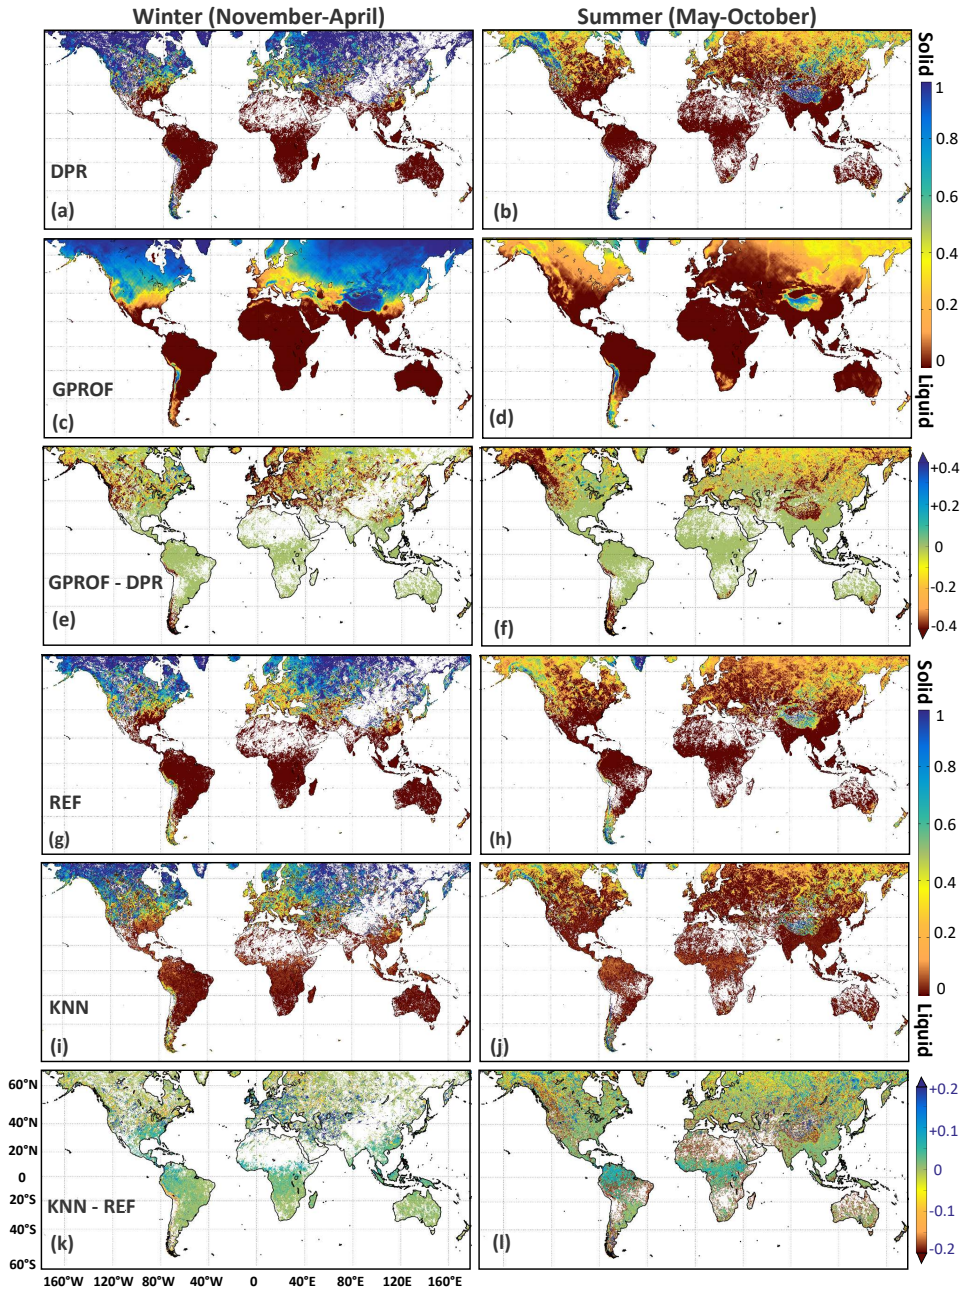 Winter (November-April)
Summer (May-October)
DPR
(a)
(b)
Solid
1
0.8
0.6
0.4
0.2
0
Liquid
GPROF
(c)
(d)
GPROF - DPR
(e)
(f)
+0.4
+0.2
0
-0.2
-0.4
REF
(g)
(h)
Solid
1
0.8
0.6
0.4
0.2
0
Liquid
KNN
(i)
(j)
60°N
40°N
20°N
0
20°S
40°S
60°S
KNN - REF
(k)
(l)
+0.2
+0.1
0
-0.1
-0.2
160°W 120°W 80°W 40°W 0 40°E 80°E 120°E 160°E